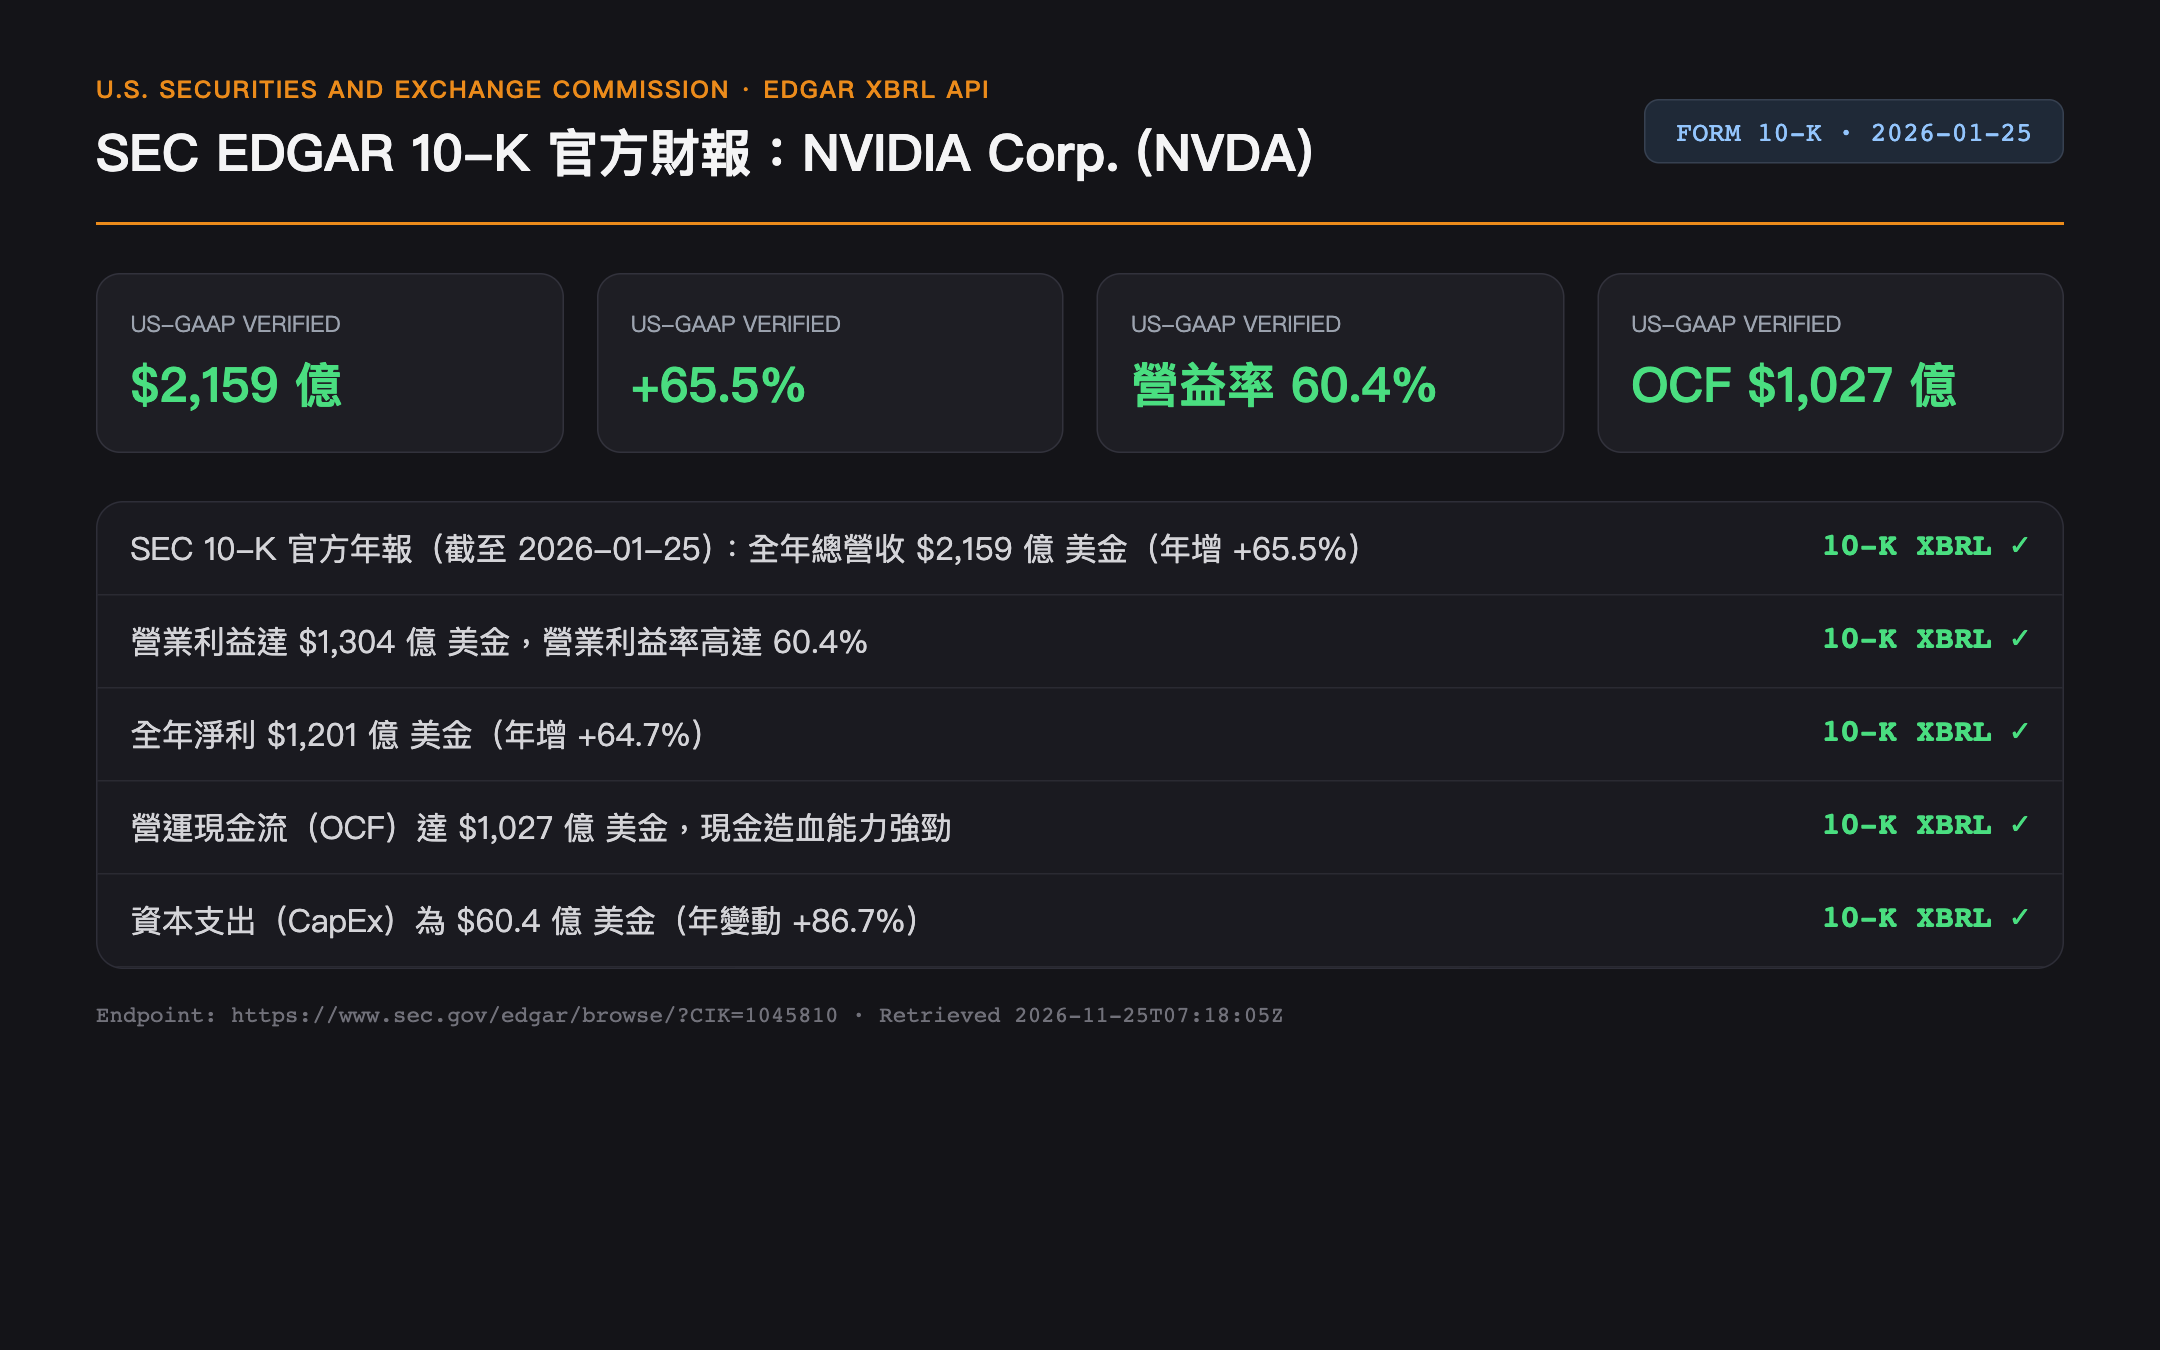 U.S. SECURITIES AND EXCHANGE COMMISSION · EDGAR XBRL API
SEC EDGAR 10-K 官方財報：NVIDIA Corp. (NVDA)
FORM 10-K • 2026-01-25
US-GAAP VERIFIED
$2,159 億
US-GAAP VERIFIED
+65.5%
US-GAAP VERIFIED
營益率 60.4%
US-GAAP VERIFIED
OCF $1,027 億
SEC 10-K 官方年報（截至 2026-01-25）：全年總營收 $2,159 億 美金（年增 +65.5%） 10-K XBRL ✓
營業利益達 $1,304 億 美金，營業利益率高達 60.4% 10-K XBRL ✓
全年淨利 $1,201 億 美金（年增 +64.7%） 10-K XBRL ✓
營運現金流（OCF）達 $1,027 億 美金，現金造血能力強勁 10-K XBRL ✓
資本支出（CapEx）為 $60.4 億 美金（年變動 +86.7%） 10-K XBRL ✓
Endpoint: https://www.sec.gov/edgar/browse/?CIK=1045810 · Retrieved 2026-11-25T07:18:05Z